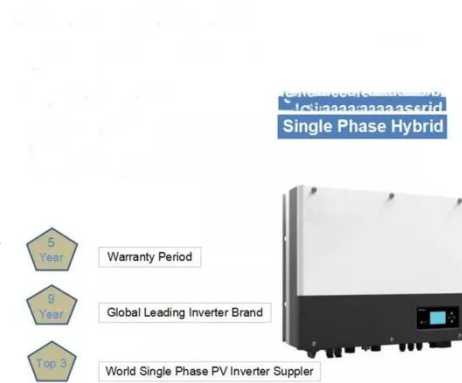 Single Phase Hybrid
5
Year
Warranty Period
9
Year
Global Leading Inverter Brand
Top 3
World Single Phase PV Inverter Suppler